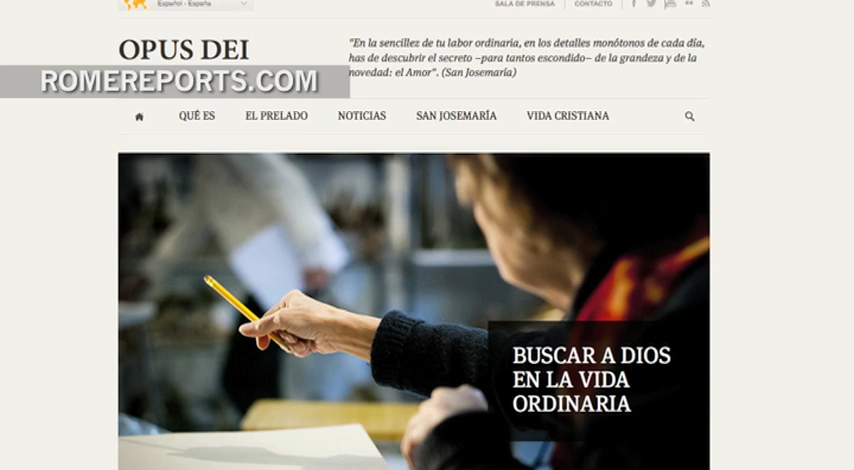 Español - España
SALA DE PRENSA CONTACTO
OPUS DEI
"En la sencillez de tu labor ordinaria, en los detalles monótonos de cada día,
has de descubrir el secreto –para tantos escondido– de la grandeza y de la
novedad: el Amor". (San Josemaría)
ROMEREPORTS.COM
QUÉ ES EL PRELADO NOTICIAS SAN JOSEMARÍA VIDA CRISTIANA
BUSCAR A DIOS
EN LA VIDA
ORDINARIA